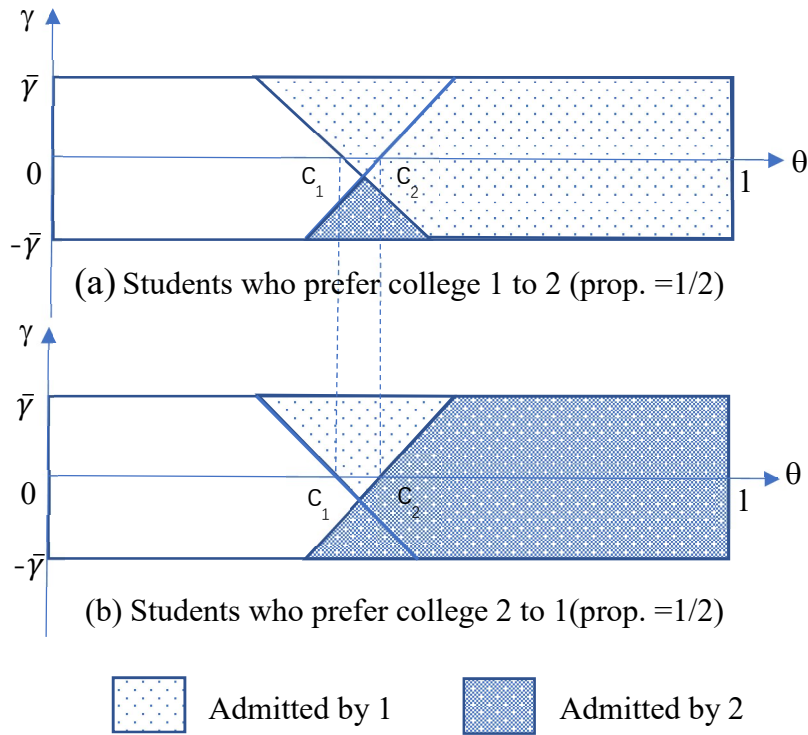 γ
γ̄
0
C1
C2
θ
1
-γ̄
(a) Students who prefer college 1 to 2 (prop. =1/2)
γ
γ̄
0
C1
C2
θ
1
-γ̄
(b) Students who prefer college 2 to 1(prop. =1/2)
Admitted by 1
Admitted by 2